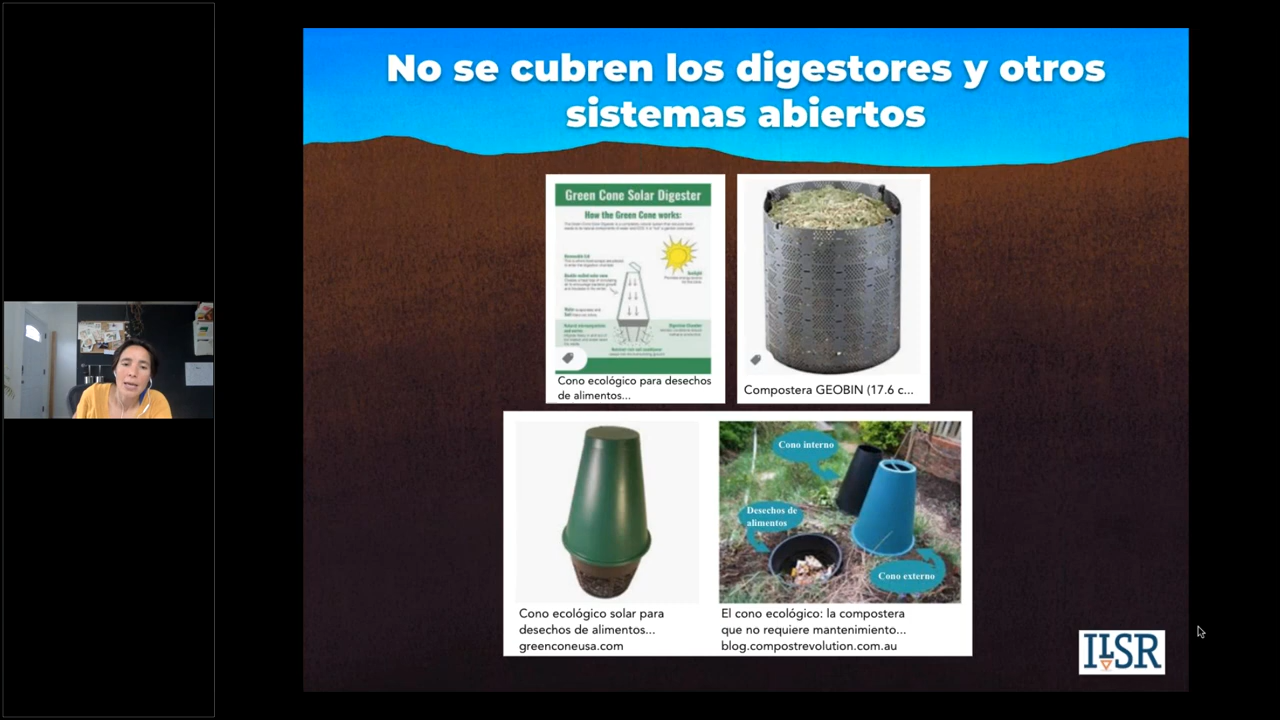 No se cubren los digestores y otros
sistemas abiertos
Green Cone Solar Digester
How the Green Cone works:
Cono ecológico para desechos
de alimentos...
Compostera GEOBIN (17.6 c...
Cono interno
Desechos de
alimentos
Cono externo
Cono ecológico solar para
desechos de alimentos...
greenconeusa.com
El cono ecológico: la compostera
que no requiere mantenimiento...
blog.compostrevolution.com.au
ILSR